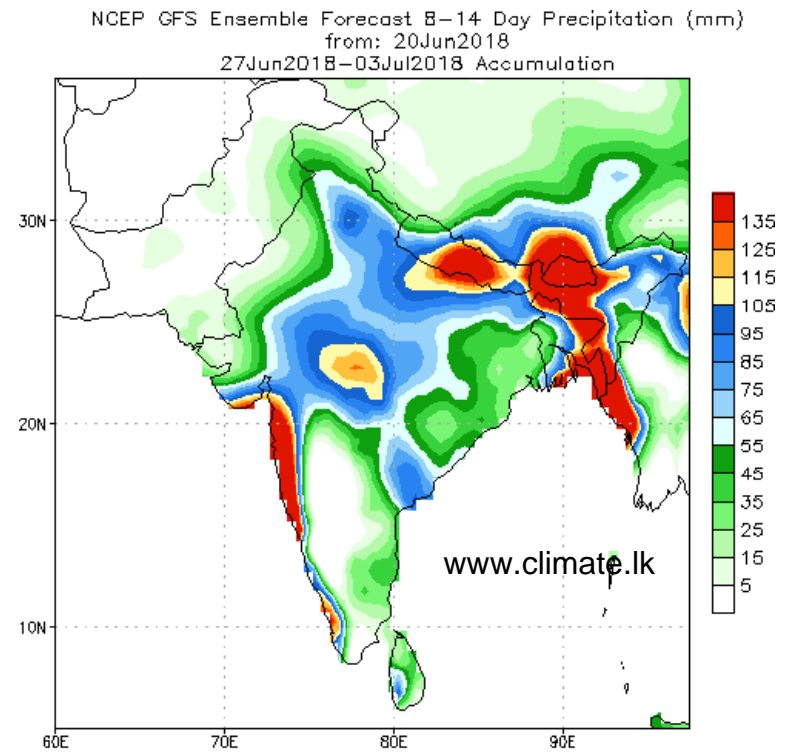 NCEP GFS Ensemble Forecast 8-14 Day Precipitation (mm)
from: 20Jun2018
27Jun2018-03Jul2018 Accumulation
30N
20N
10N
60E
70E
80E
90E
www.climate.lk
135
125
115
105
95
85
75
65
55
45
35
25
15
5